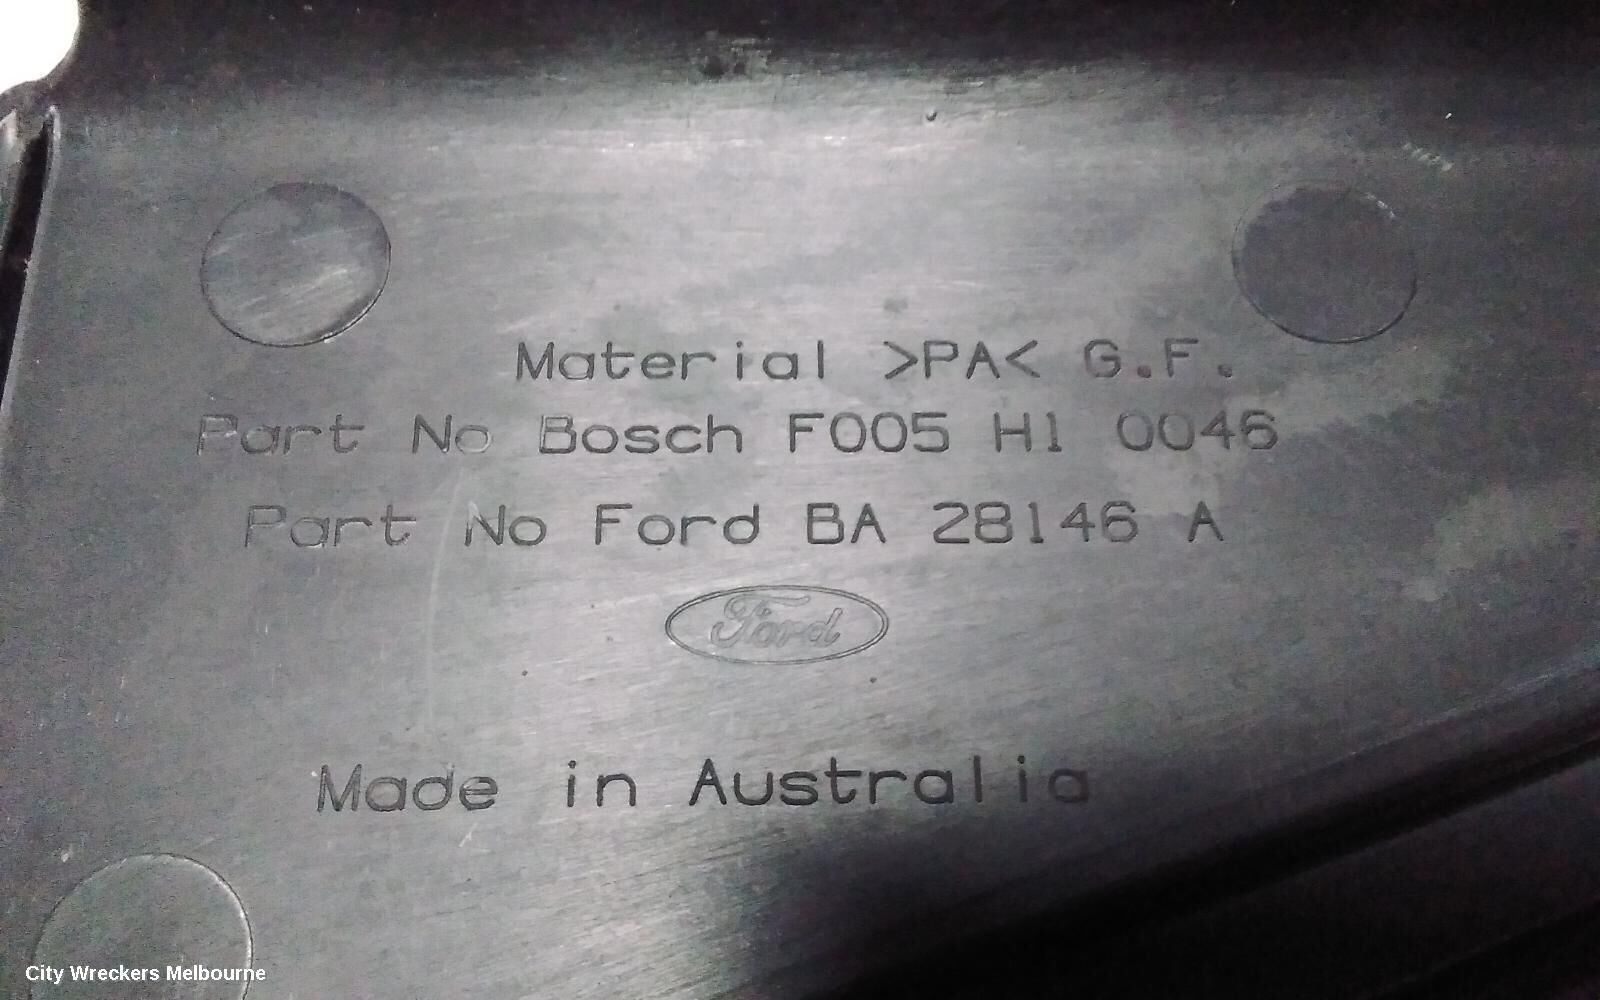 Material >PA< G.F.
Part No Bosch F005 H1 0046
Part No Ford BA 28146 A
Ford
Made in Australia
City Wreckers Melbourne